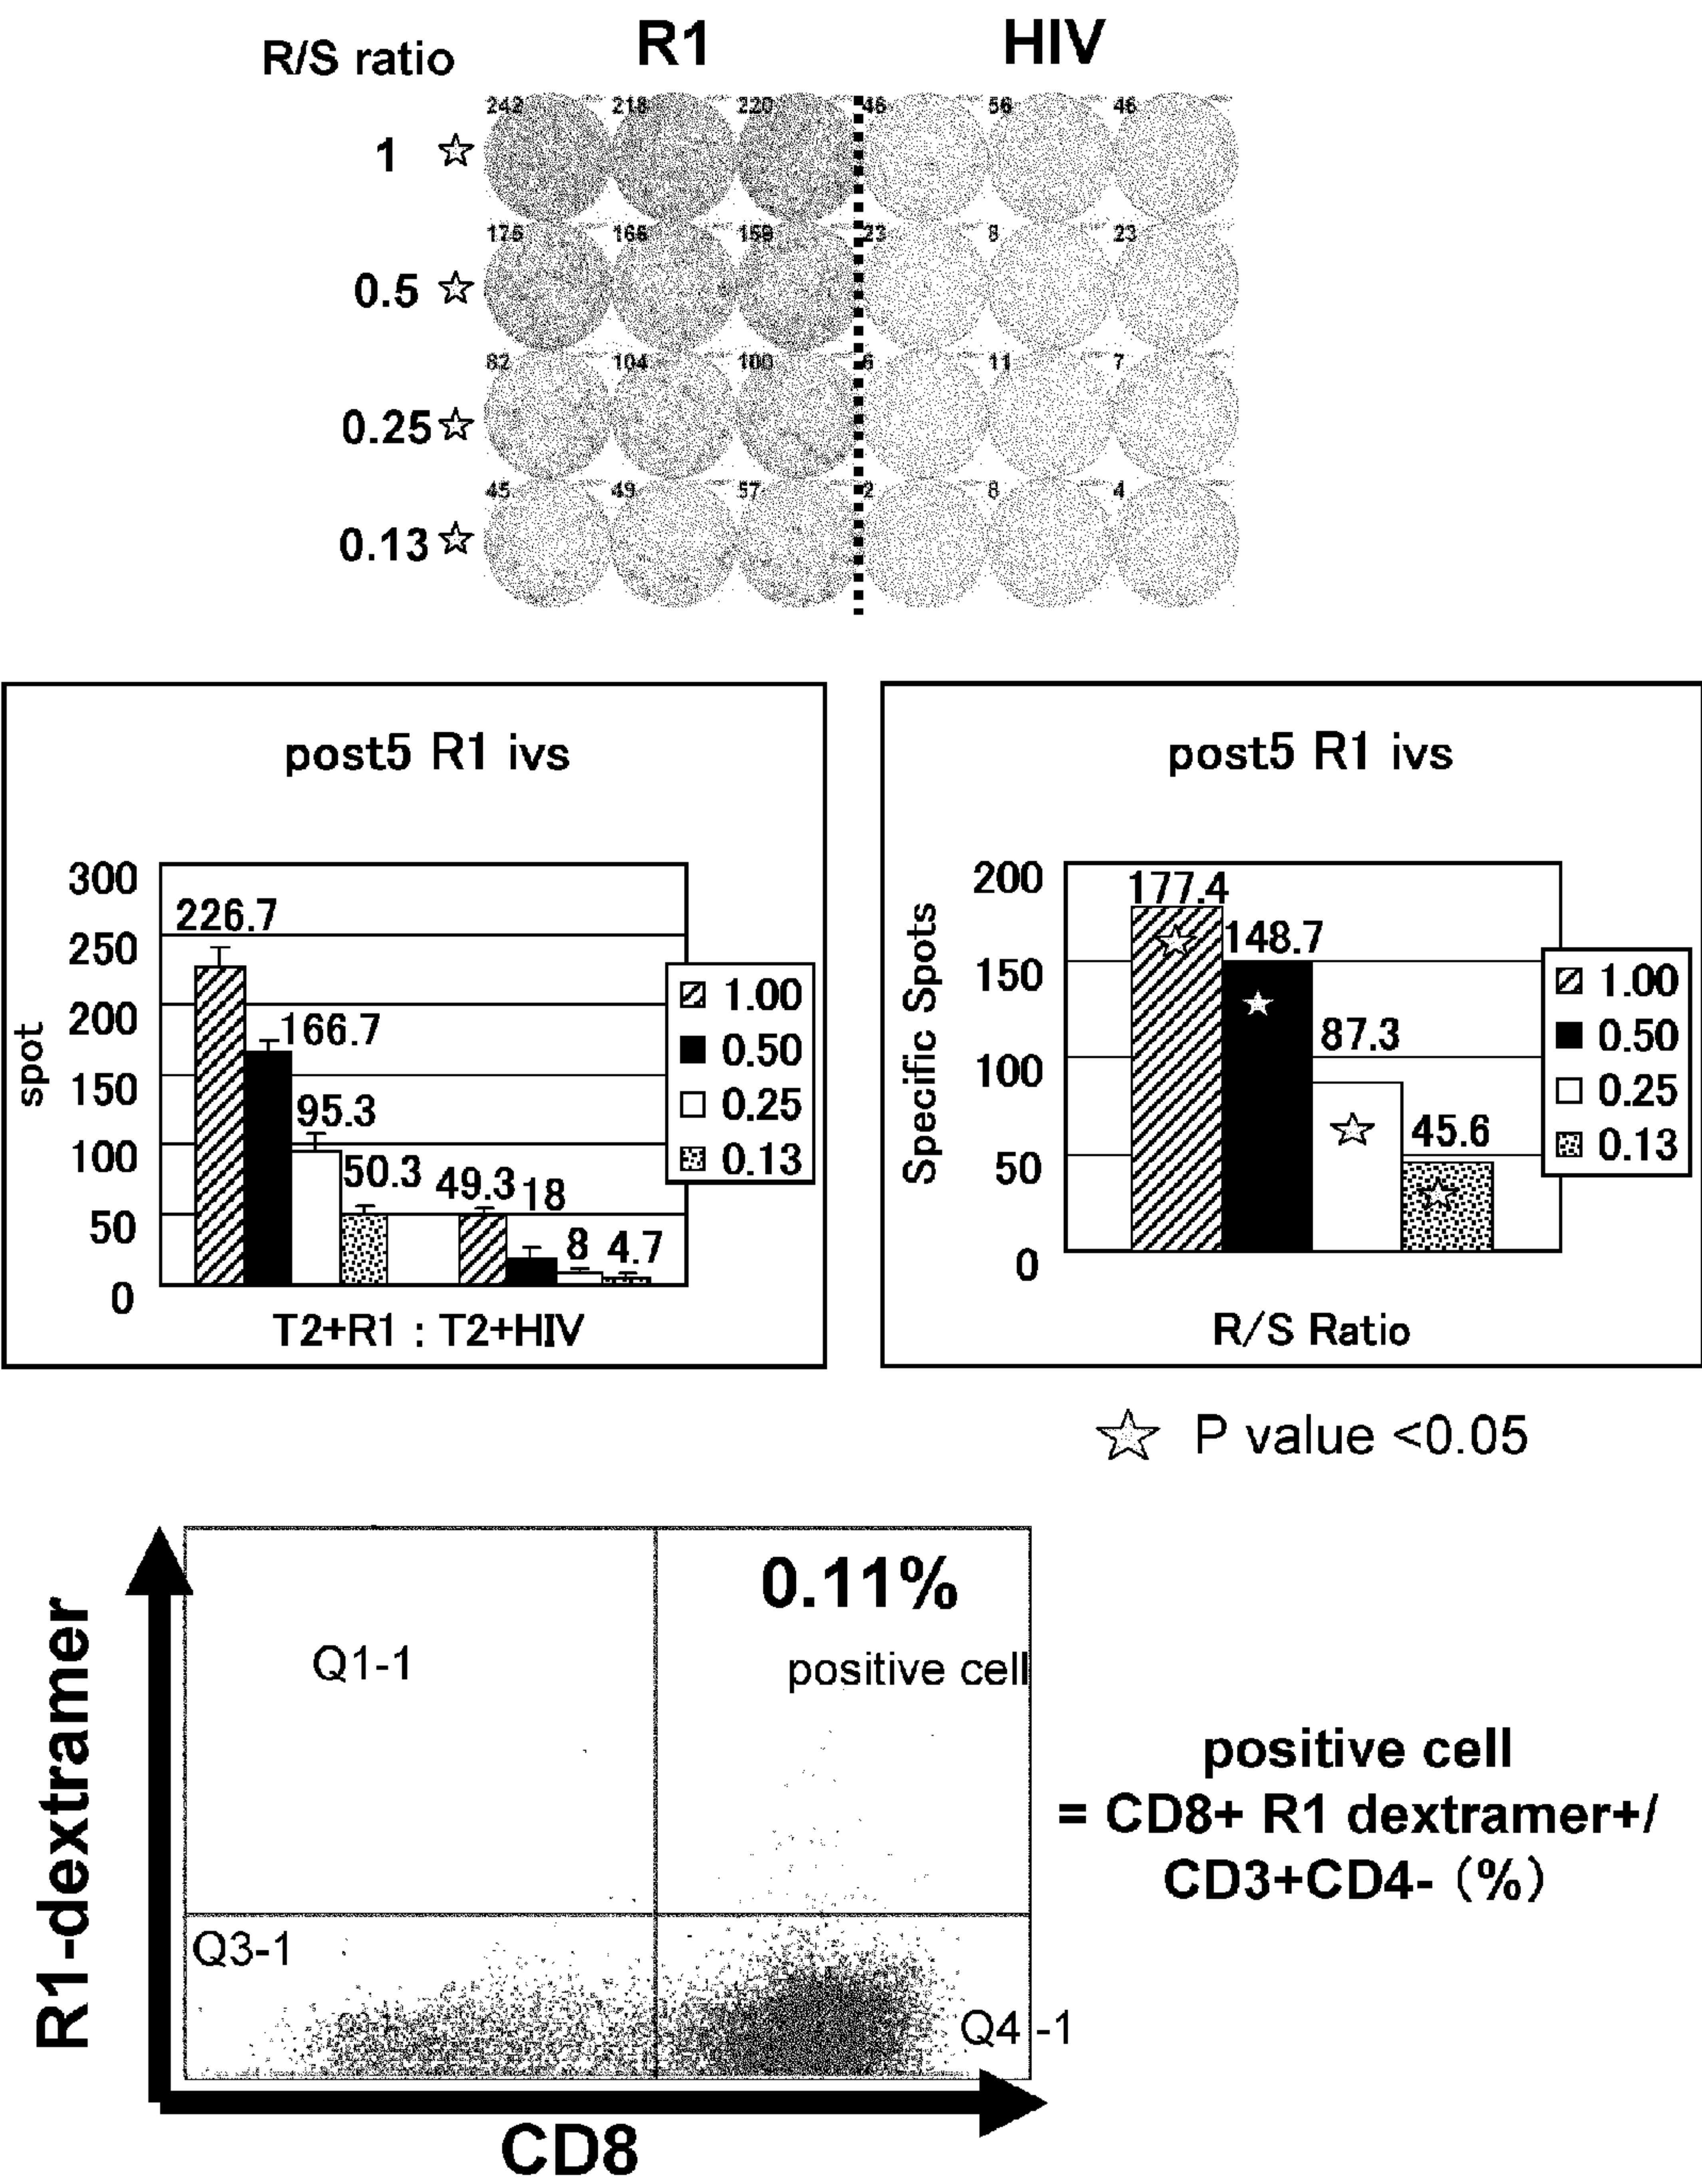 R/S ratio R1 HIV
242 218 220 46 56 46
1
175 166 159 23 8 23
0.5
82 104 100 6 11 7
0.25
45 49 57 2 8 4
0.13
post5 R1 ivs
300
250
200
150
100
50
0
spot
226.7
166.7
95.3
50.3
49.3
18
8
4.7
1.00
0.50
0.25
0.13
T2+R1 : T2+HIV
post5 R1 ivs
200
150
100
50
0
Specific Spots
177.4
148.7
87.3
45.6
1.00
0.50
0.25
0.13
R/S Ratio
☆ P value <0.05
R1-dextramer
0.11%
Q1-1
positive cell
Q3-1
Q4-1
CD8
positive cell
= CD8+ R1 dextramer+/
CD3+CD4- (%)